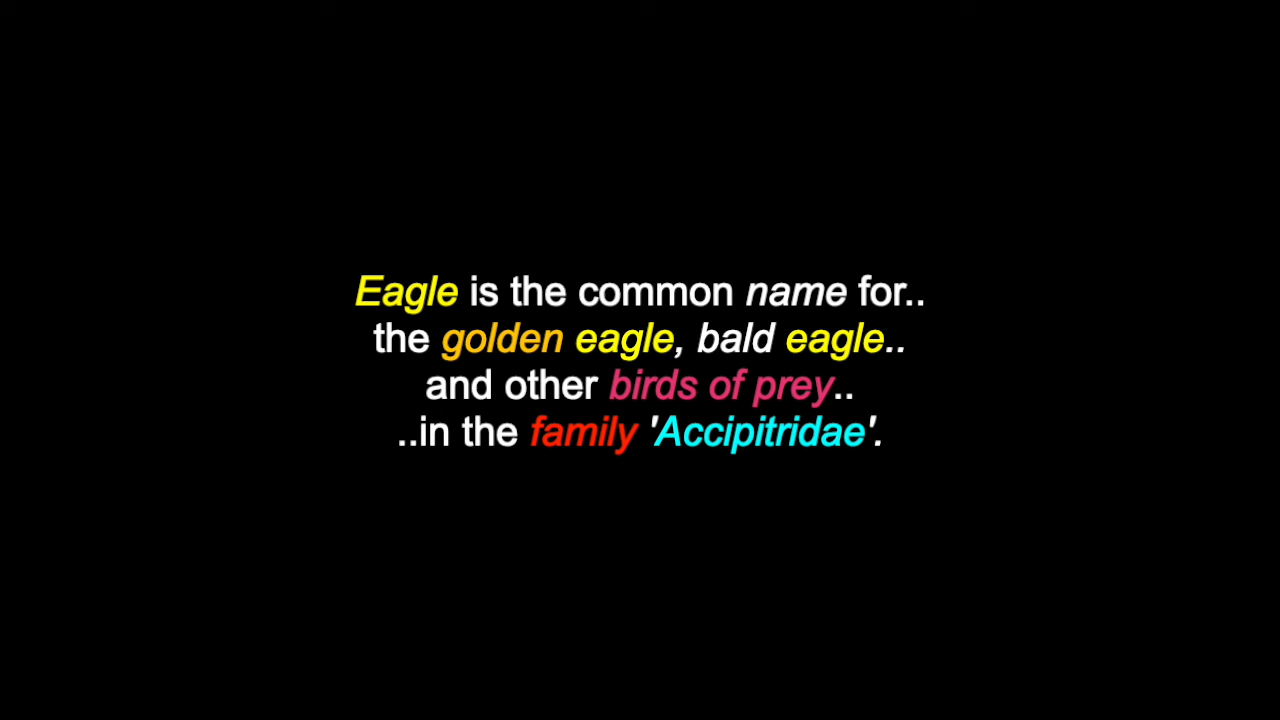 Eagle is the common name for..
the golden eagle, bald eagle..
and other birds of prey..
..in the family 'Accipitridae'.